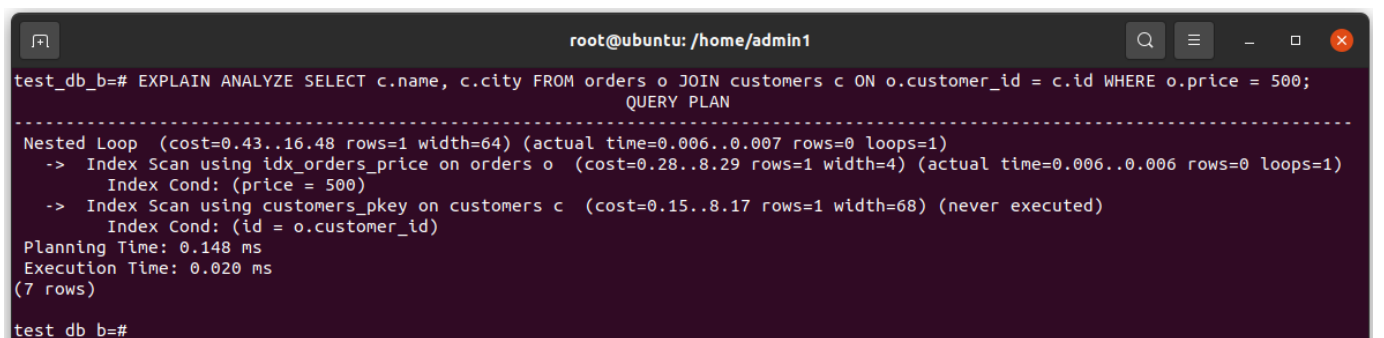 root@ubuntu: /home/admin1
test_db_b=# EXPLAIN ANALYZE SELECT c.name, c.city FROM orders o JOIN customers c ON o.customer_id = c.id WHERE o.price = 500;
QUERY PLAN
-----------------------------------------------------------------------------------------------------------------------------------
Nested Loop  (cost=0.43..16.48 rows=1 width=64) (actual time=0.006..0.007 rows=0 loops=1)
  ->  Index Scan using idx_orders_price on orders o  (cost=0.28..8.29 rows=1 width=4) (actual time=0.006..0.006 rows=0 loops=1)
        Index Cond: (price = 500)
  ->  Index Scan using customers_pkey on customers c  (cost=0.15..8.17 rows=1 width=68) (never executed)
        Index Cond: (id = o.customer_id)
Planning Time: 0.148 ms
Execution Time: 0.020 ms
(7 rows)
test_db_b=#